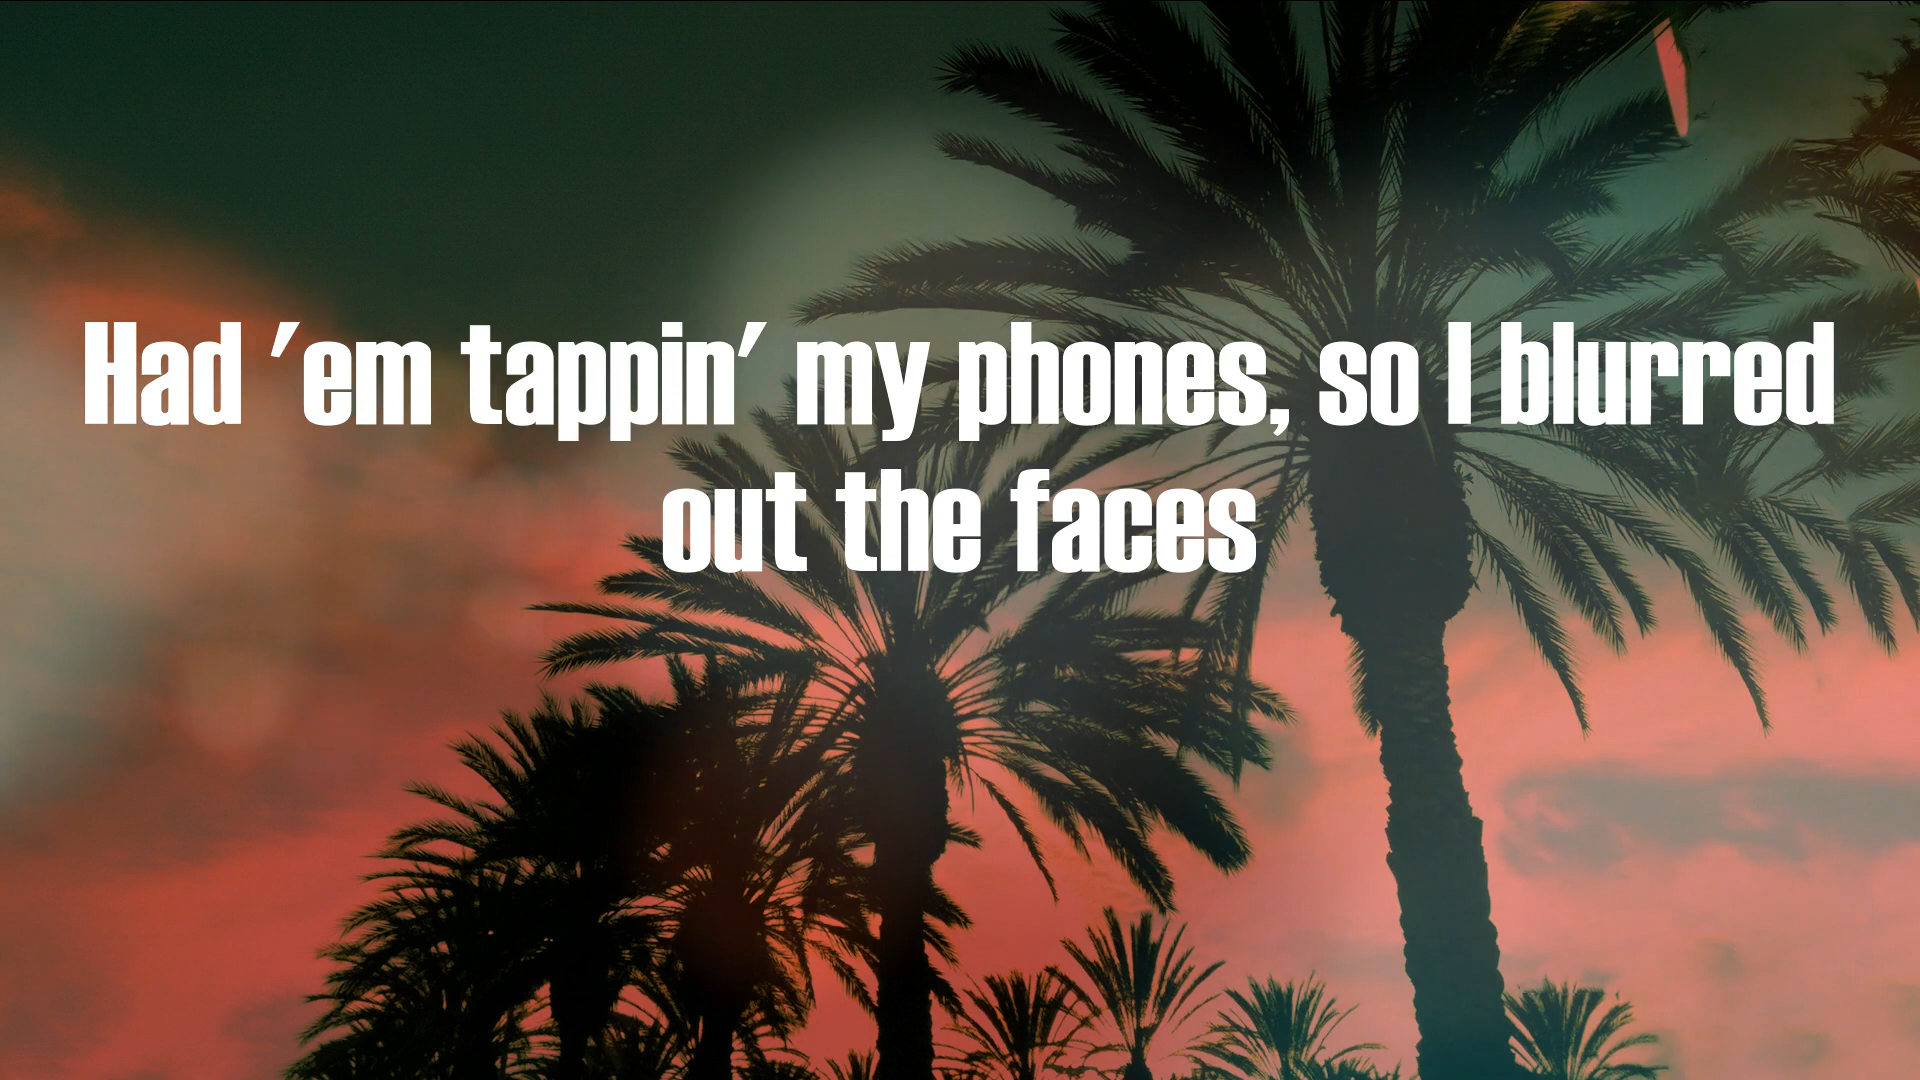 Had 'em tappin' my phones, so I blurred
out the faces